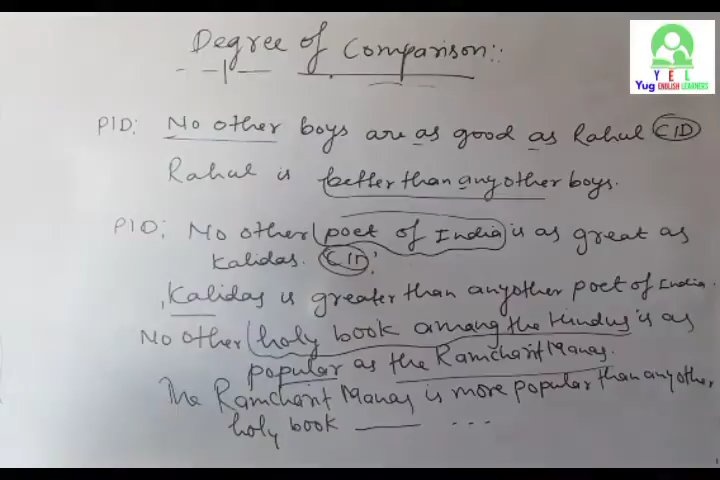 Degree of Comparison::
Y E L
Yug ENGLISH LEARNERS
P/D: No other boys are as good as Rahul C/D
Rahul is better than any other boys.
P/D: No other poet of India is as great as
Kalidas. C/D:
Kalidas is greater than anyother poet of India.
No other holy book among the Hindus is as
popular as the Ramcharit Manas.
The Ramcharit Manas is more popular than any other
holy book —— ...